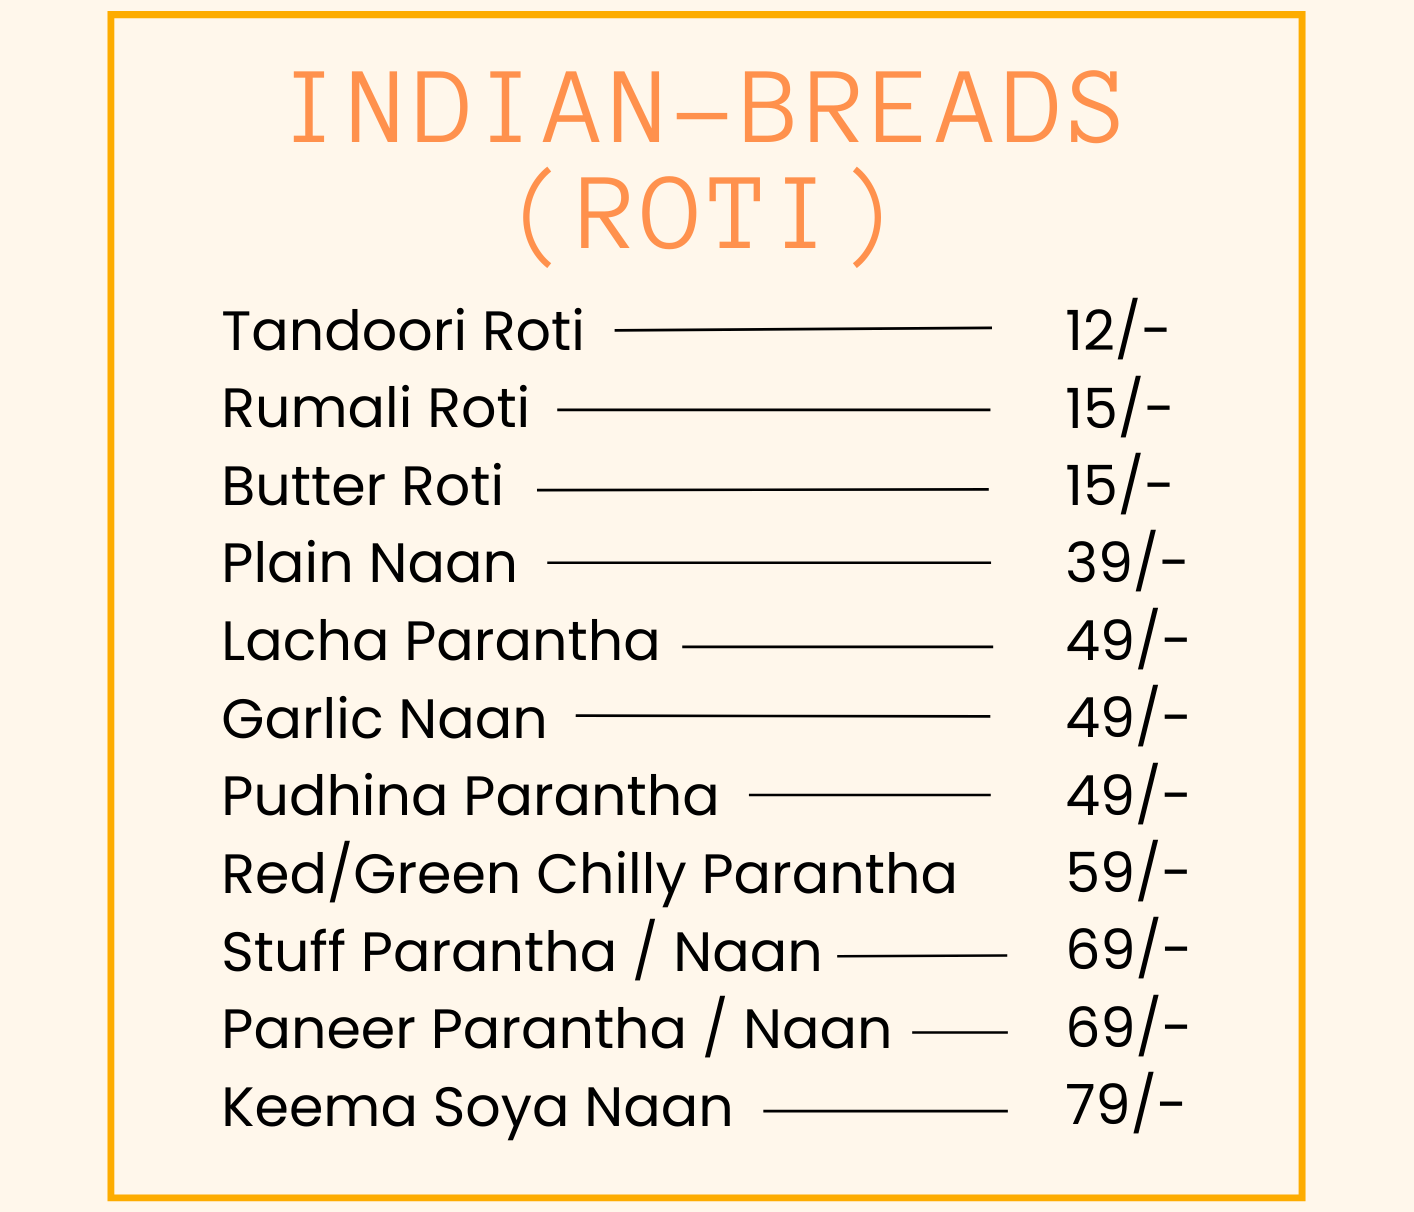 INDIAN-BREADS
(ROTI)
Tandoori Roti 12/-
Rumali Roti 15/-
Butter Roti 15/-
Plain Naan 39/-
Lacha Parantha 49/-
Garlic Naan 49/-
Pudhina Parantha 49/-
Red/Green Chilly Parantha 59/-
Stuff Parantha / Naan 69/-
Paneer Parantha / Naan 69/-
Keema Soya Naan 79/-